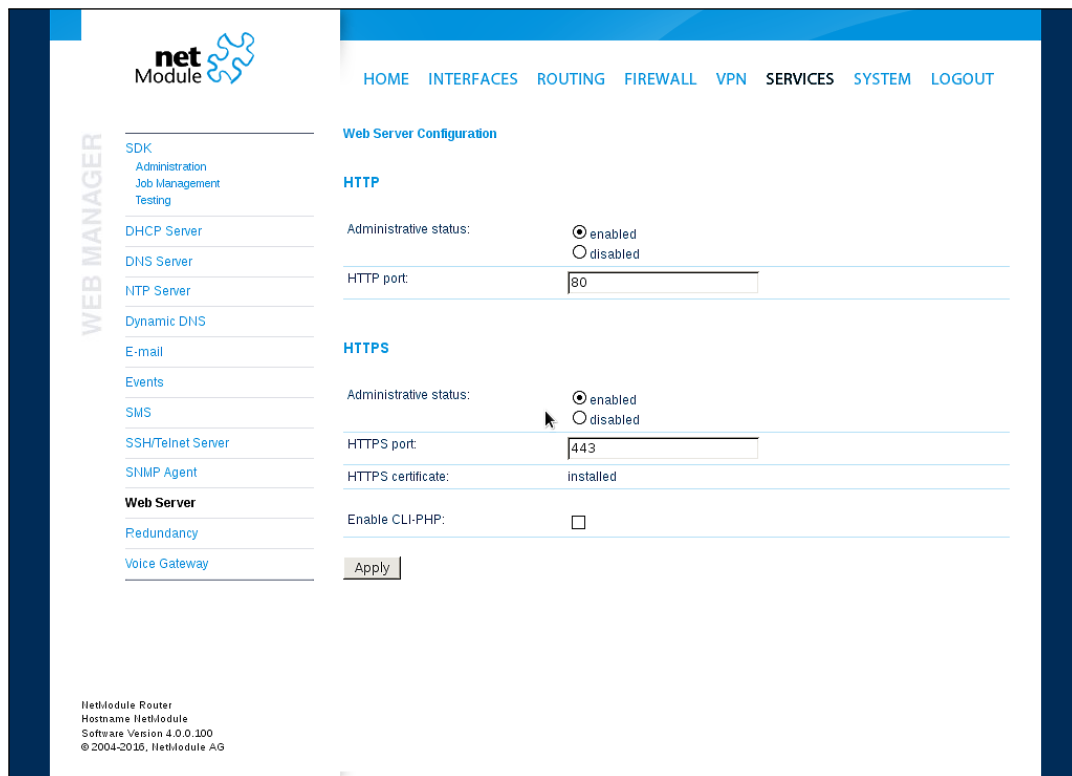 net
Module
HOME INTERFACES ROUTING FIREWALL VPN SERVICES SYSTEM LOGOUT
WEB MANAGER
SDK
Administration
Job Management
Testing
DHCP Server
DNS Server
NTP Server
Dynamic DNS
E-mail
Events
SMS
SSH/Telnet Server
SNMP Agent
Web Server
Redundancy
Voice Gateway
Web Server Configuration
HTTP
Administrative status:
enabled
disabled
HTTP port: 80
HTTPS
Administrative status:
enabled
disabled
HTTPS port: 443
HTTPS certificate: installed
Enable CLI-PHP:
Apply
NetModule Router
Hostname NetModule
Software Version 4.0.0.100
© 2004-2016, NetModule AG